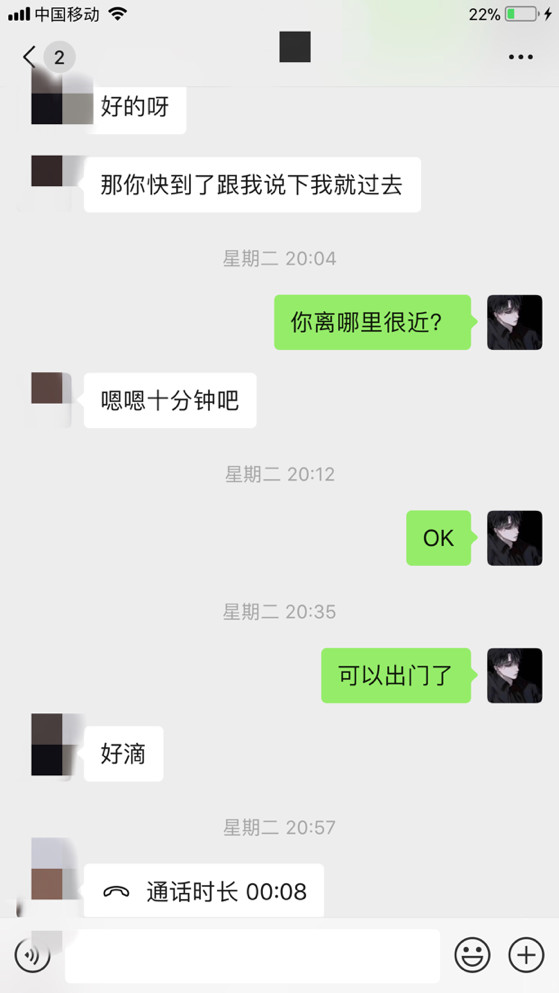 中国移动
22%
2
好的呀
那你快到了跟我说下我就过去
星期二 20:04
你离哪里很近？
嗯嗯十分钟吧
星期二 20:12
OK
星期二 20:35
可以出门了
好滴
星期二 20:57
通话时长 00:08